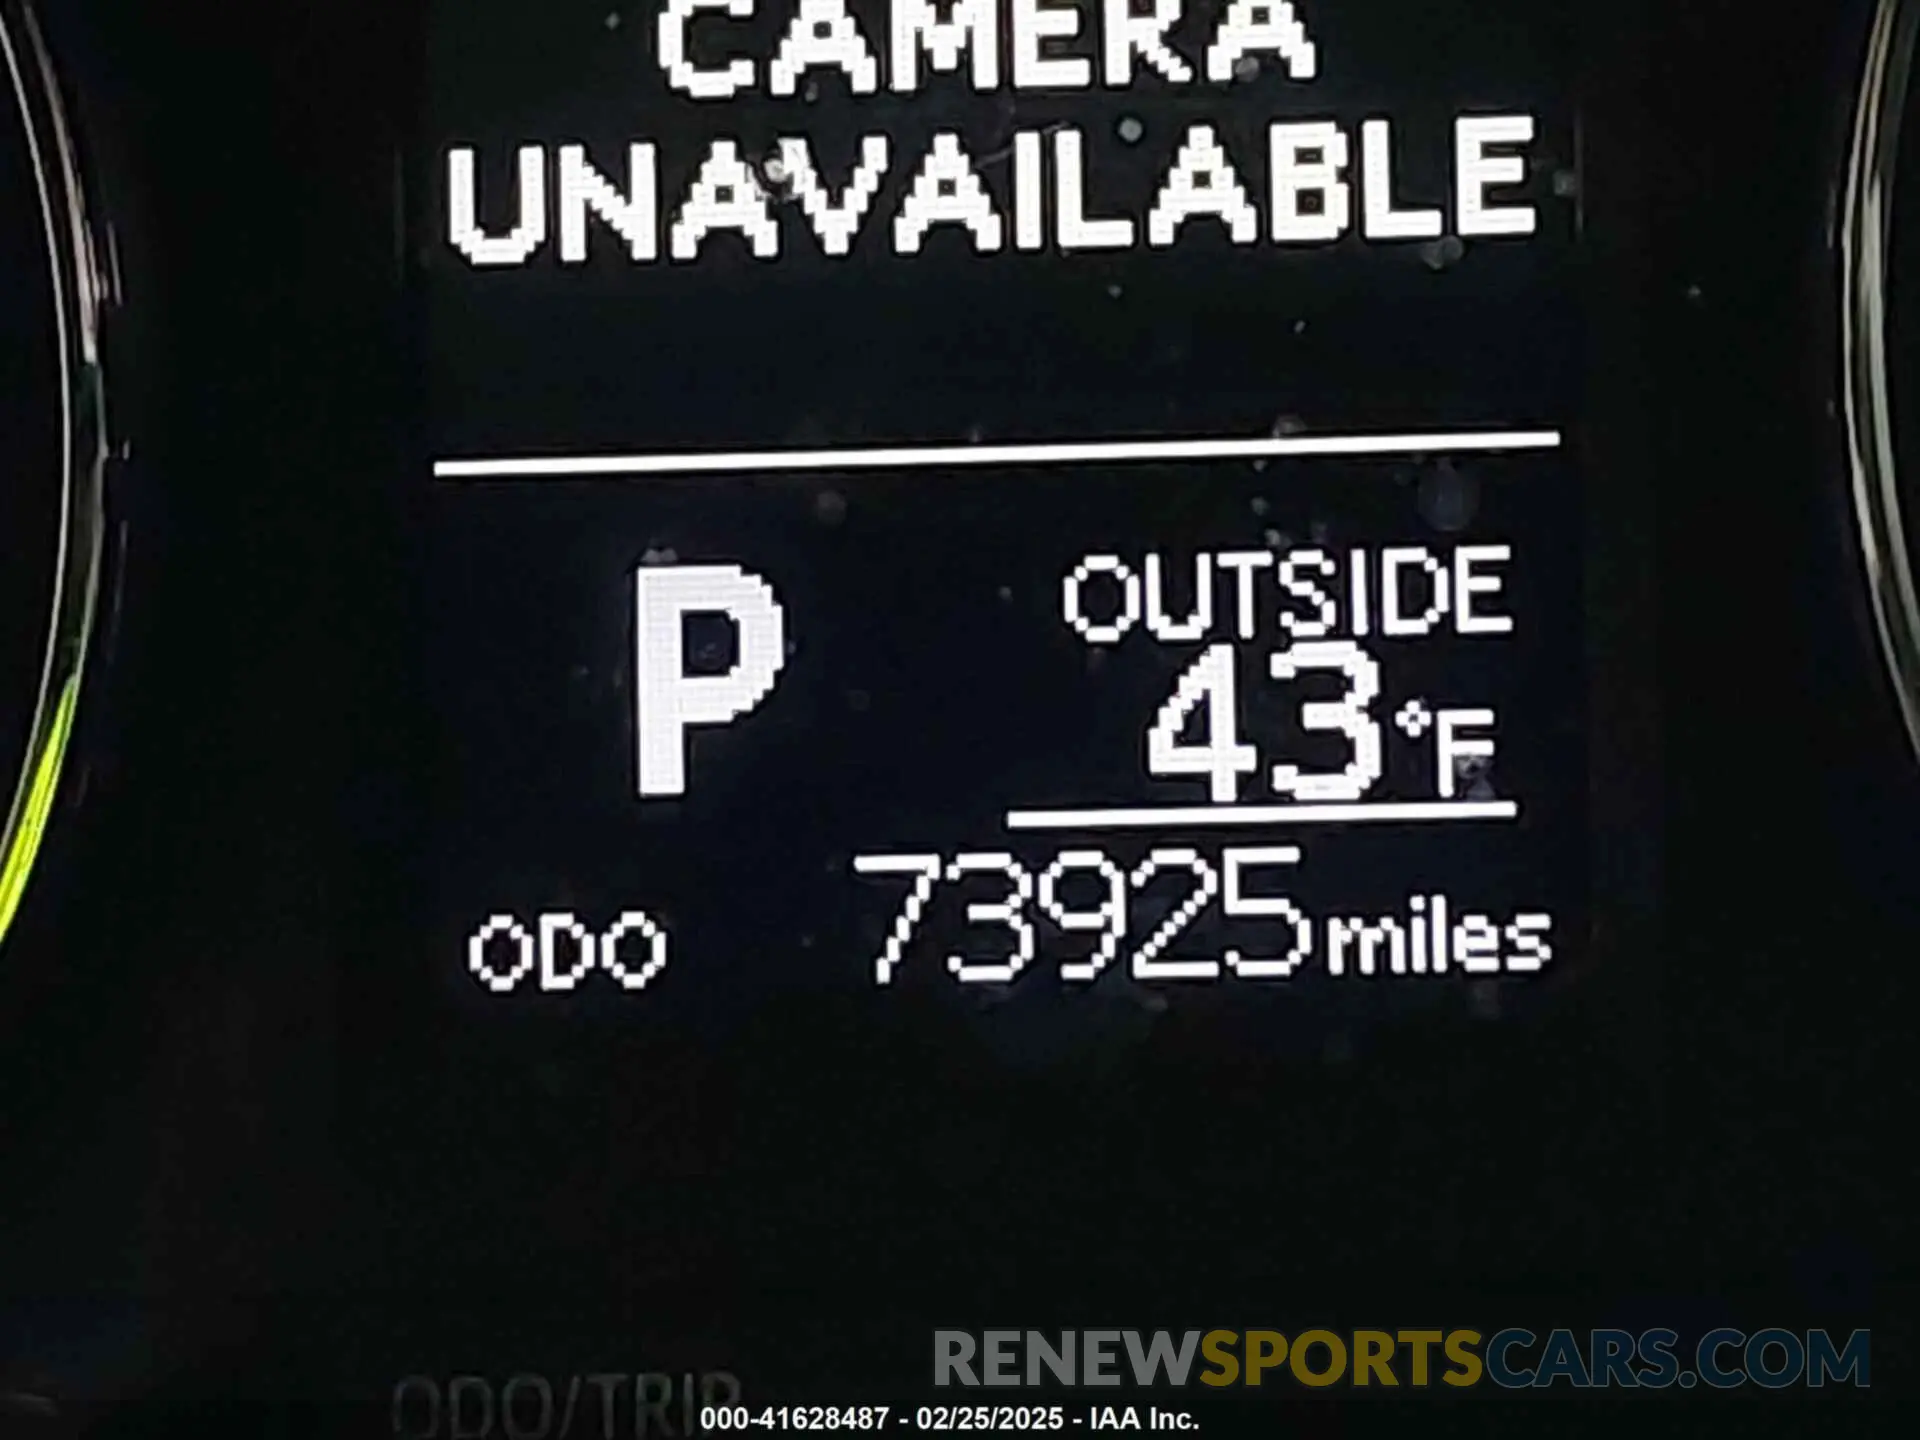 CAMERA
UNAVAILABLE
P
OUTSIDE
43°F
ODO 73925 miles
RENEWSPORTSCARS.COM
ODO/TRIP
000-41628487 - 02/25/2025 - IAA Inc.